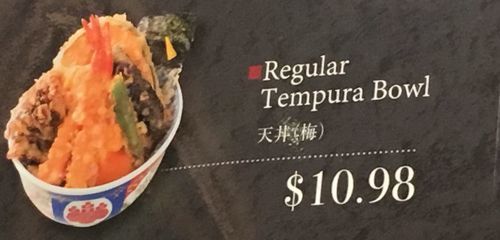 Regular
Tempura Bowl
天丼(梅)
$10.98